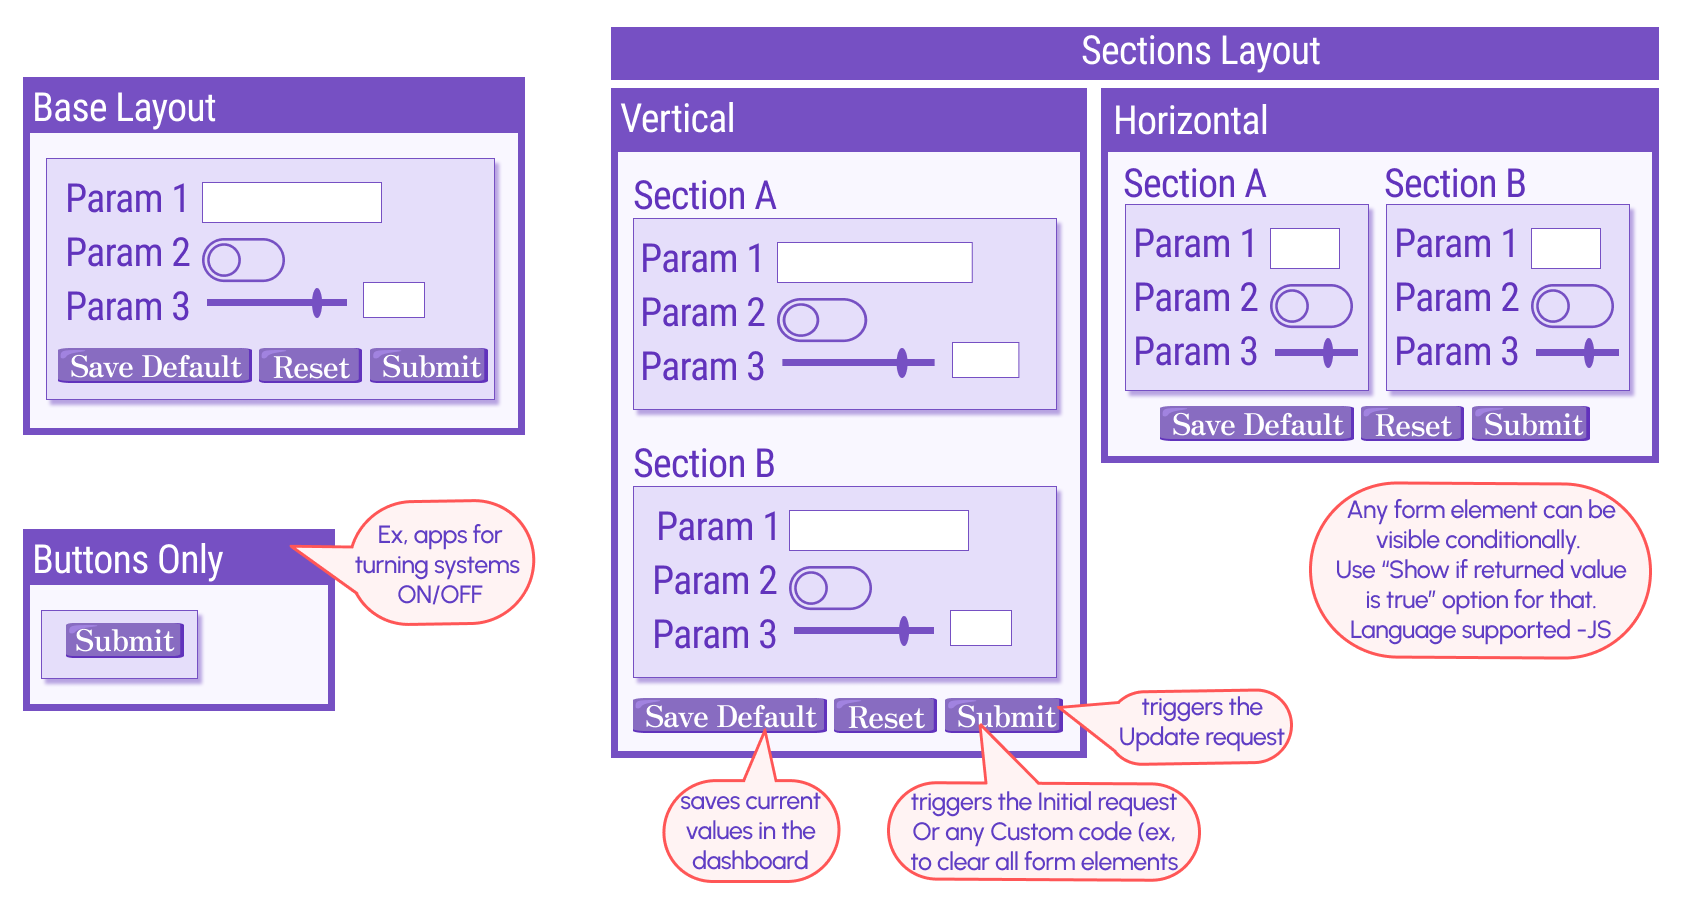 Sections Layout
Base Layout
Param 1
Param 2
Param 3
Save Default Reset Submit
Buttons Only
Submit
Ex, apps for
turning systems
ON/OFF
Vertical
Section A
Param 1
Param 2
Param 3
Section B
Param 1
Param 2
Param 3
Save Default Reset Submit
saves current
values in the
dashboard
triggers the Initial request
Or any Custom code (ex,
to clear all form elements
triggers the
Update request
Horizontal
Section A
Param 1
Param 2
Param 3
Section B
Param 1
Param 2
Param 3
Save Default Reset Submit
Any form element can be
visible conditionally.
Use “Show if returned value
is true” option for that.
Language supported -JS